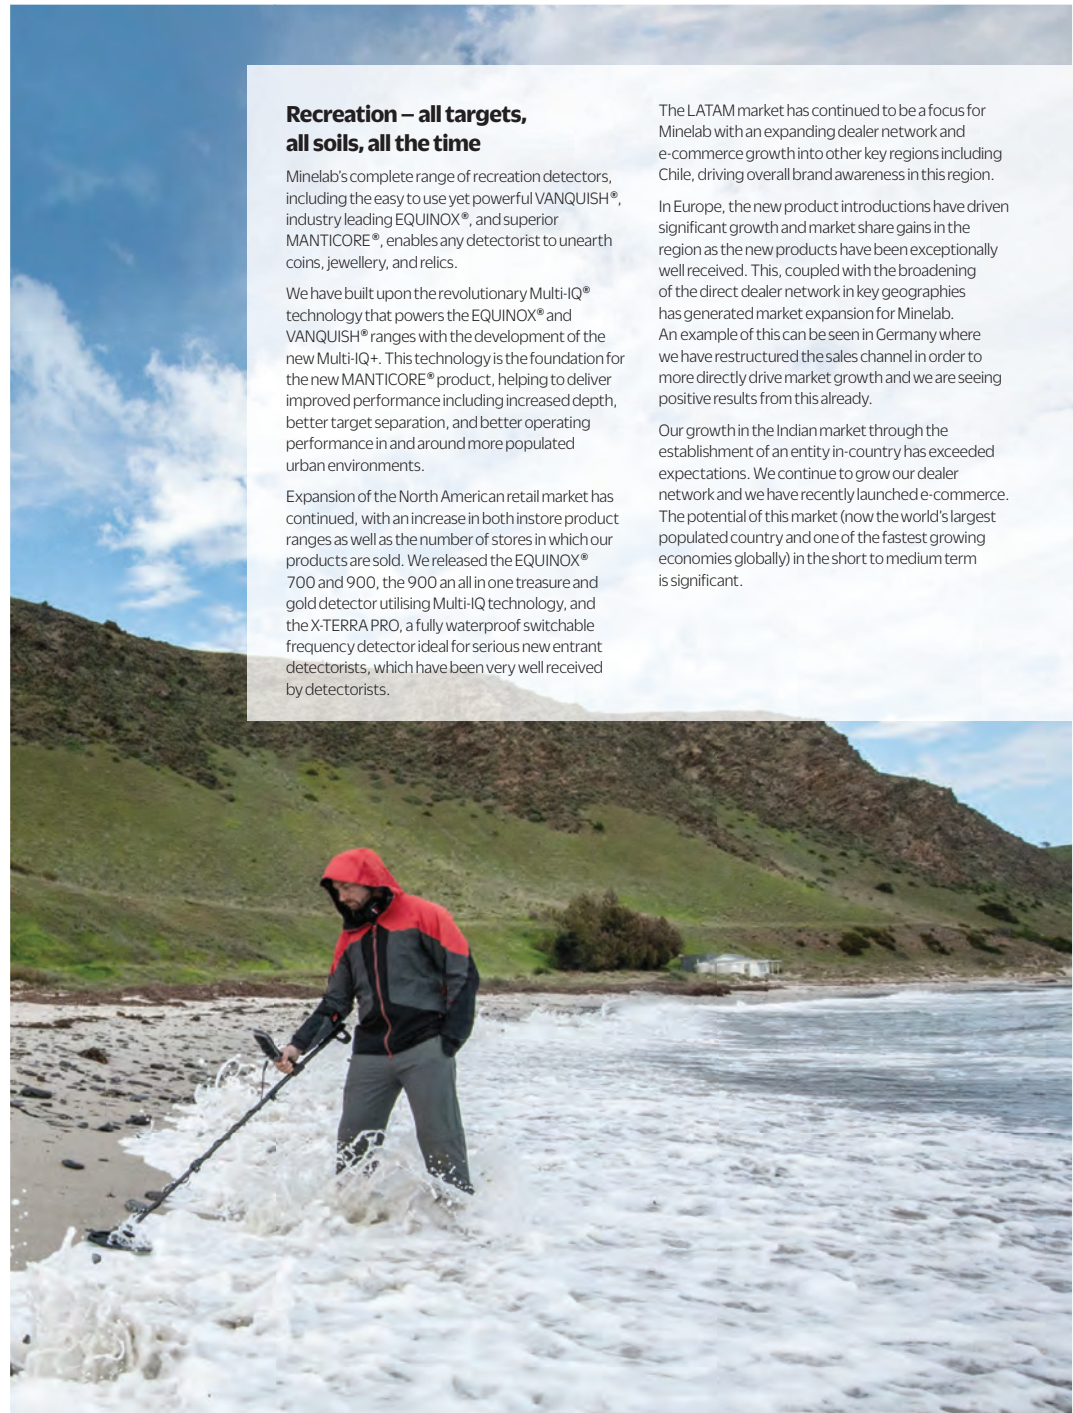 Recreation – all targets,
all soils, all the time
Minelab's complete range of recreation detectors,
including the easy to use yet powerful VANQUISH®,
industry leading EQUINOX®, and superior
MANTICORE®, enables any detectorist to unearth
coins, jewellery, and relics.
We have built upon the revolutionary Multi-IQ®
technology that powers the EQUINOX® and
VANQUISH® ranges with the development of the
new Multi-IQ+. This technology is the foundation for
the new MANTICORE® product, helping to deliver
improved performance including increased depth,
better target separation, and better operating
performance in and around more populated
urban environments.
Expansion of the North American retail market has
continued, with an increase in both instore product
ranges as well as the number of stores in which our
products are sold. We released the EQUINOX®
700 and 900, the 900 an all in one treasure and
gold detector utilising Multi-IQ technology, and
the X-TERRA PRO, a fully waterproof switchable
frequency detector ideal for serious new entrant
detectorists, which have been very well received
by detectorists.
The LATAM market has continued to be a focus for
Minelab with an expanding dealer network and
e-commerce growth into other key regions including
Chile, driving overall brand awareness in this region.
In Europe, the new product introductions have driven
significant growth and market share gains in the
region as the new products have been exceptionally
well received. This, coupled with the broadening
of the direct dealer network in key geographies
has generated market expansion for Minelab.
An example of this can be seen in Germany where
we have restructured the sales channel in order to
more directly drive market growth and we are seeing
positive results from this already.
Our growth in the Indian market through the
establishment of an entity in-country has exceeded
expectations. We continue to grow our dealer
network and we have recently launched e-commerce.
The potential of this market (now the world's largest
populated country and one of the fastest growing
economies globally) in the short to medium term
is significant.